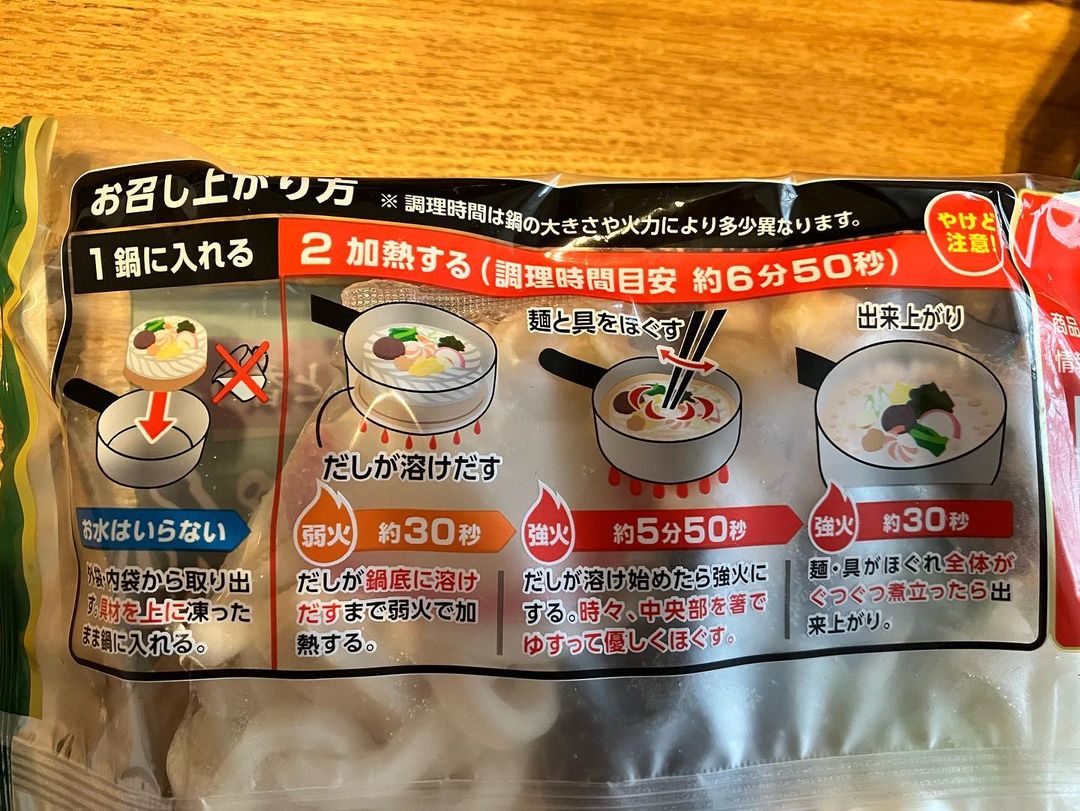 お召し上がり方
※調理時間は鍋の大きさや火力により多少異なります。
やけど
注意!
1 鍋に入れる
2 加熱する(調理時間目安 約6分50秒)
お水はいらない
外袋・内袋から取り出
す。具材を上に凍った
まま鍋に入れる。
だしが溶けだす
弱火
約30秒
だしが鍋底に溶け
だすまで弱火で加
熱する。
麺と具をほぐす
強火
約5分50秒
だしが溶け始めたら強火に
する。時々、中央部を箸で
ゆすって優しくほぐす。
出来上がり
強火
約30秒
麺・具がほぐれ全体が
ぐつぐつ煮立ったら出
来上がり。
商品